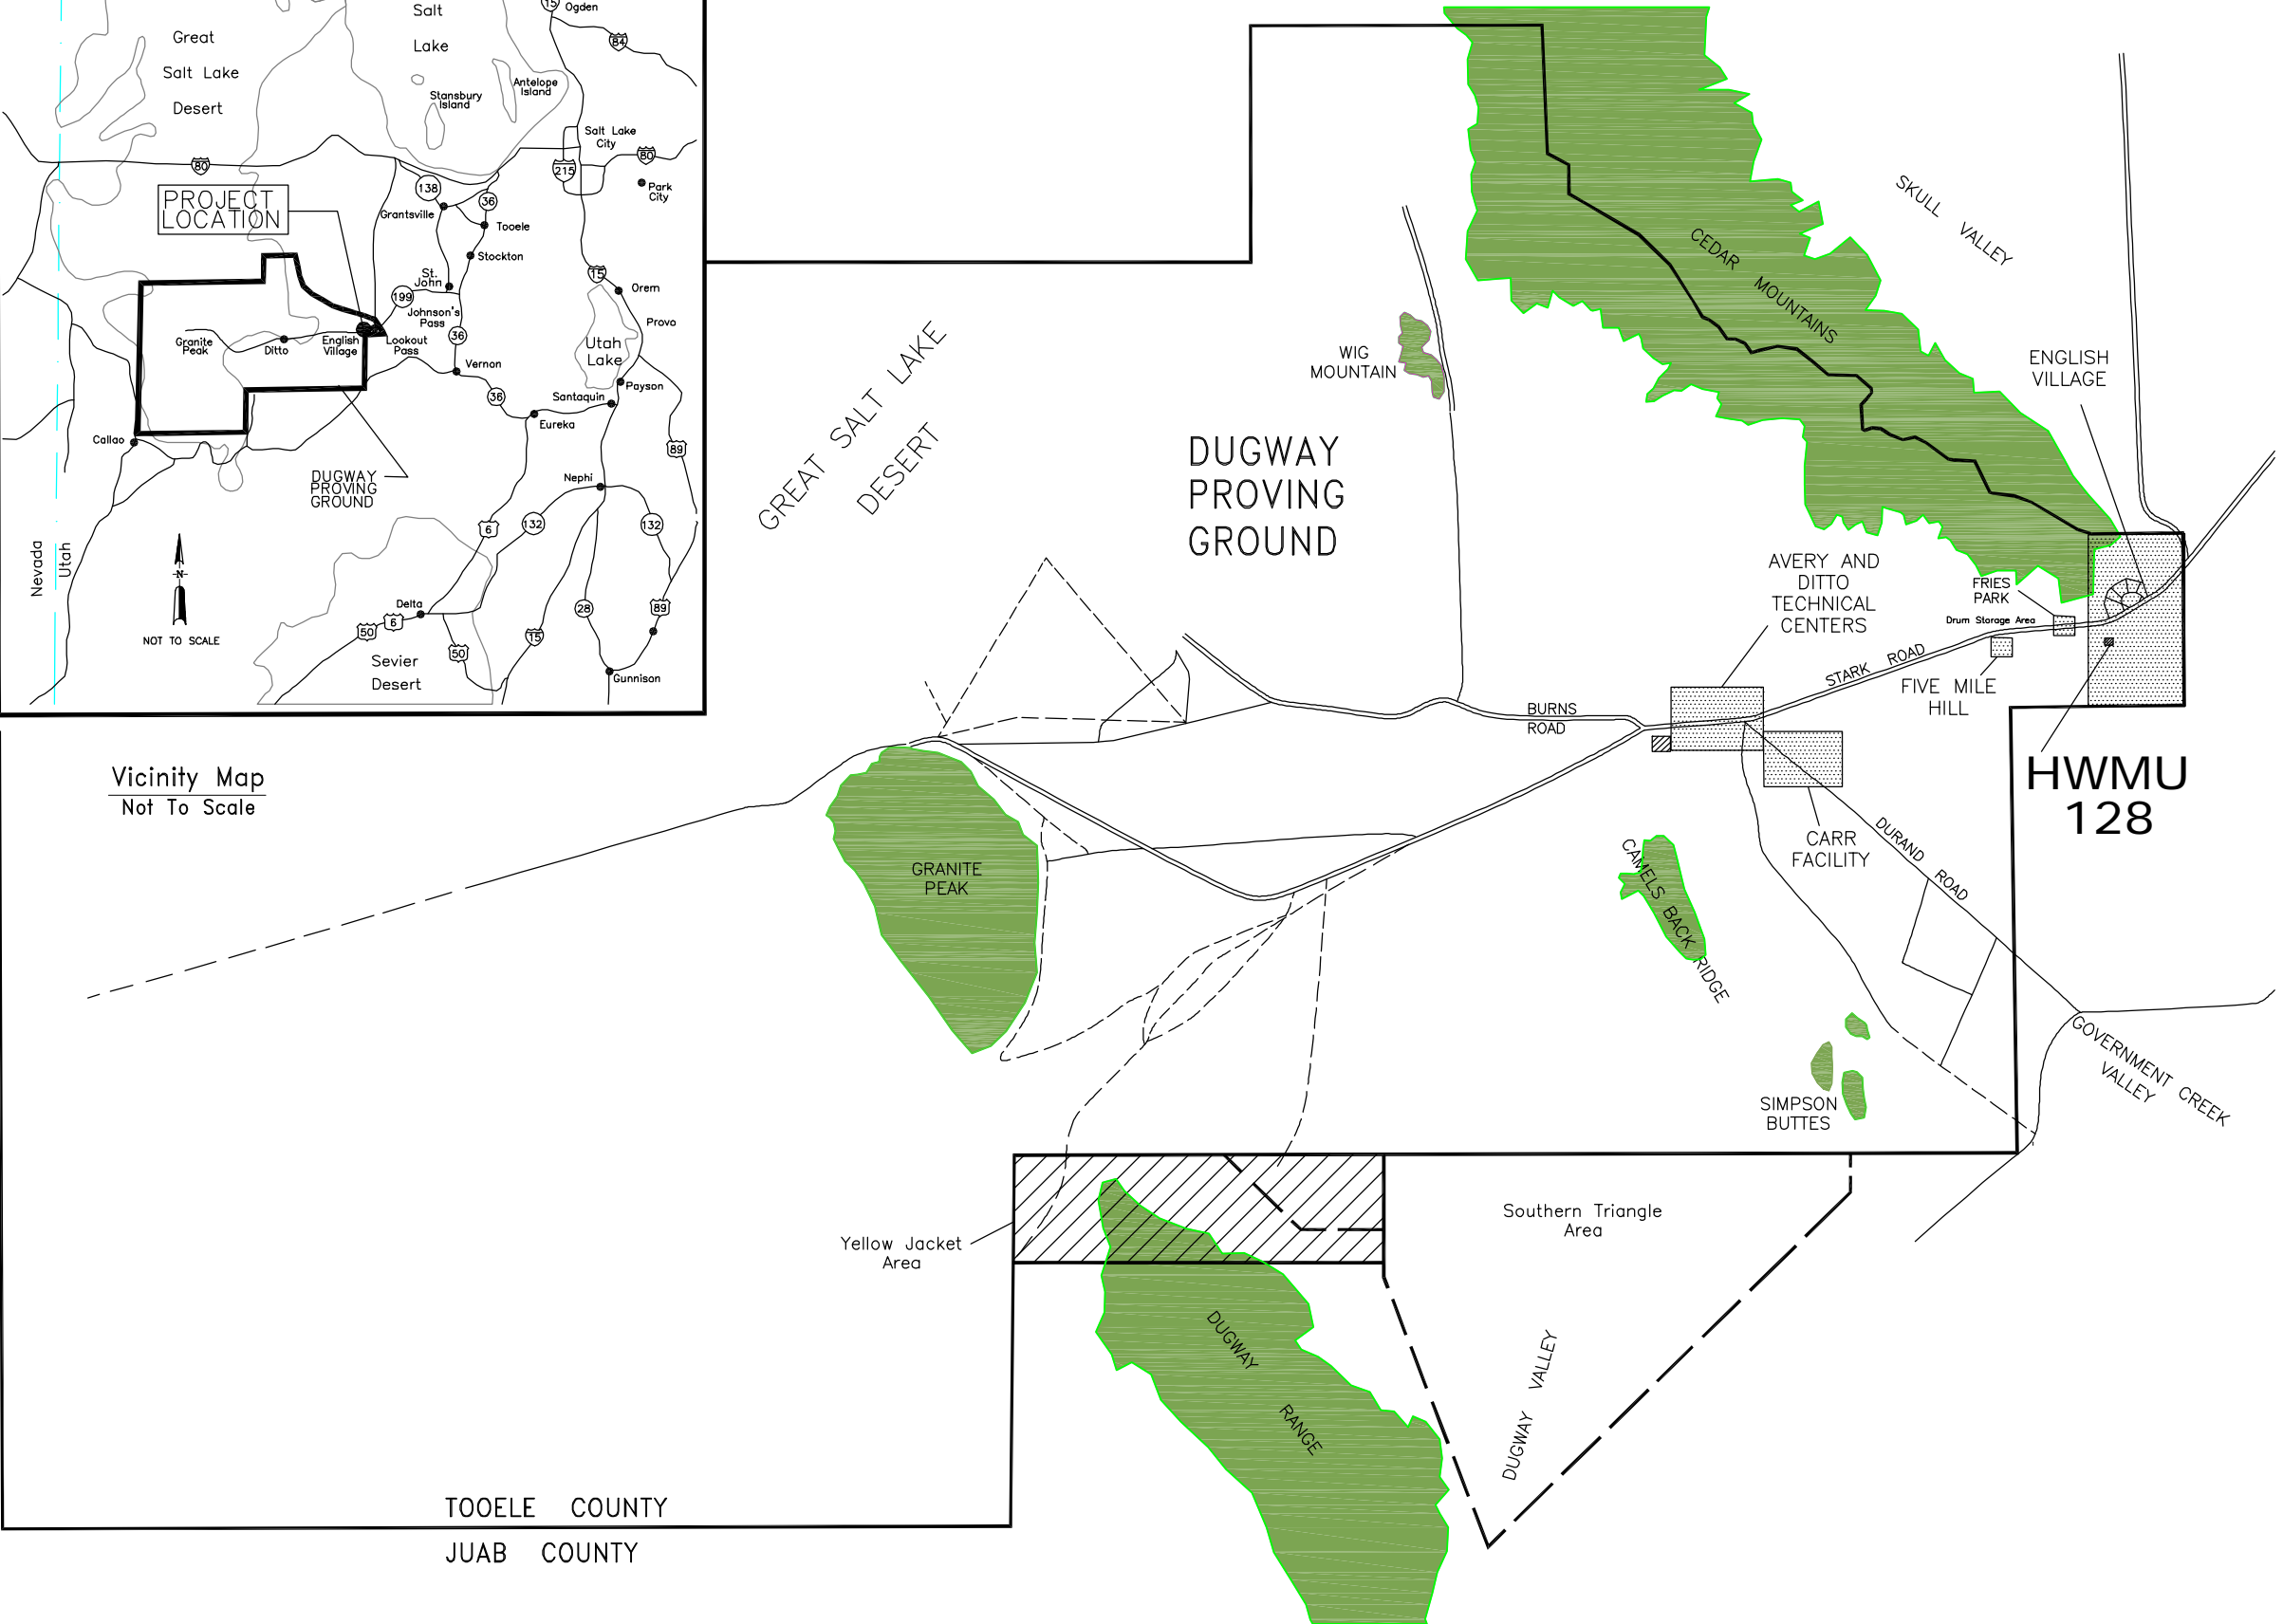 Great
Salt Lake
Desert
Salt
Lake
Stansbury
Island
Antelope
Island
15
Ogden
84
Salt Lake
City
80
80
215
Park
City
PROJECT
LOCATION
138
36
Grantsville
Tooele
Stockton
St.
John
199
Johnson's
Pass
36
15
Orem
Provo
Utah
Lake
Granite
Peak
Ditto
English
Village
Lookout
Pass
Vernon
36
Payson
Santaquin
Eureka
Callao
89
DUGWAY
PROVING
GROUND
Nephi
6
132
132
Nevada
Utah
N
NOT TO SCALE
Delta
50
6
28
89
15
50
Sevier
Desert
Gunnison
Vicinity Map
Not To Scale
GREAT SALT LAKE
DESERT
WIG
MOUNTAIN
DUGWAY
PROVING
GROUND
CEDAR MOUNTAINS
SKULL VALLEY
ENGLISH
VILLAGE
AVERY AND
DITTO
TECHNICAL
CENTERS
FRIES
PARK
Drum Storage Area
STARK ROAD
FIVE MILE
HILL
BURNS
ROAD
HWMU
128
CARR
FACILITY
DURAND ROAD
GRANITE
PEAK
CAMELS BACK RIDGE
SIMPSON
BUTTES
GOVERNMENT CREEK
VALLEY
Yellow Jacket
Area
Southern Triangle
Area
DUGWAY RANGE
DUGWAY VALLEY
TOOELE COUNTY
JUAB COUNTY